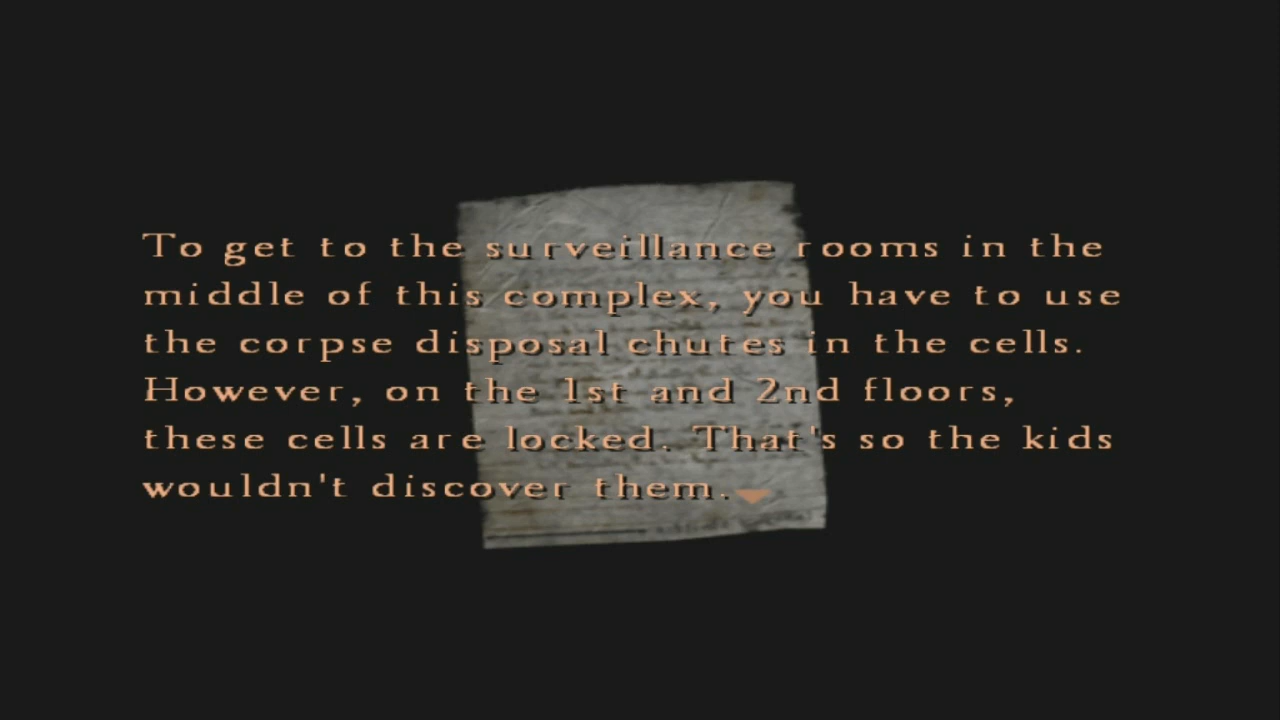 To get to the surveillance rooms in the
middle of this complex, you have to use
the corpse disposal chutes in the cells.
However, on the 1st and 2nd floors,
these cells are locked. That's so the kids
wouldn't discover them.